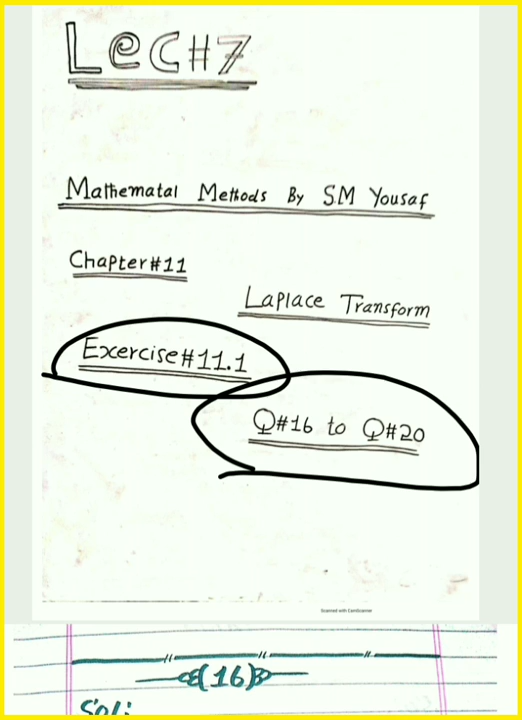 Lec#7
Mathematal Methods By SM Yousaf
Chapter#11
Laplace Transform
Exercise#11.1
Q#16 to Q#20
Scanned with CamScanner
(16)
Sol: